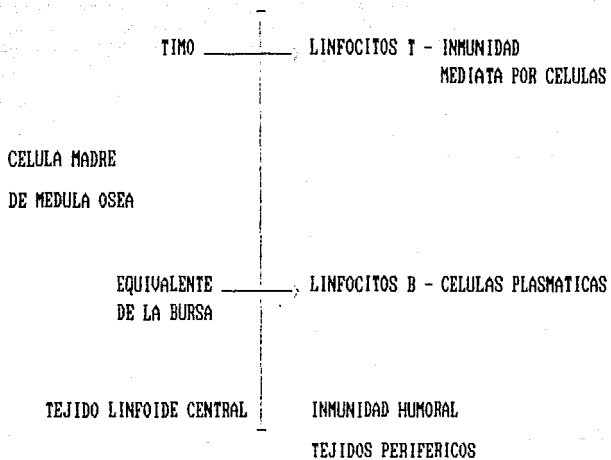 TIMO LINFOCITOS T - INMUNIDAD
MEDIATA POR CELULAS
CELULA MADRE
DE MEDULA OSEA
EQUIVALENTE LINFOCITOS B - CELULAS PLASMATICAS
DE LA BURSA
TEJIDO LINFOIDE CENTRAL INMUNIDAD HUMORAL
TEJIDOS PERIFERICOS